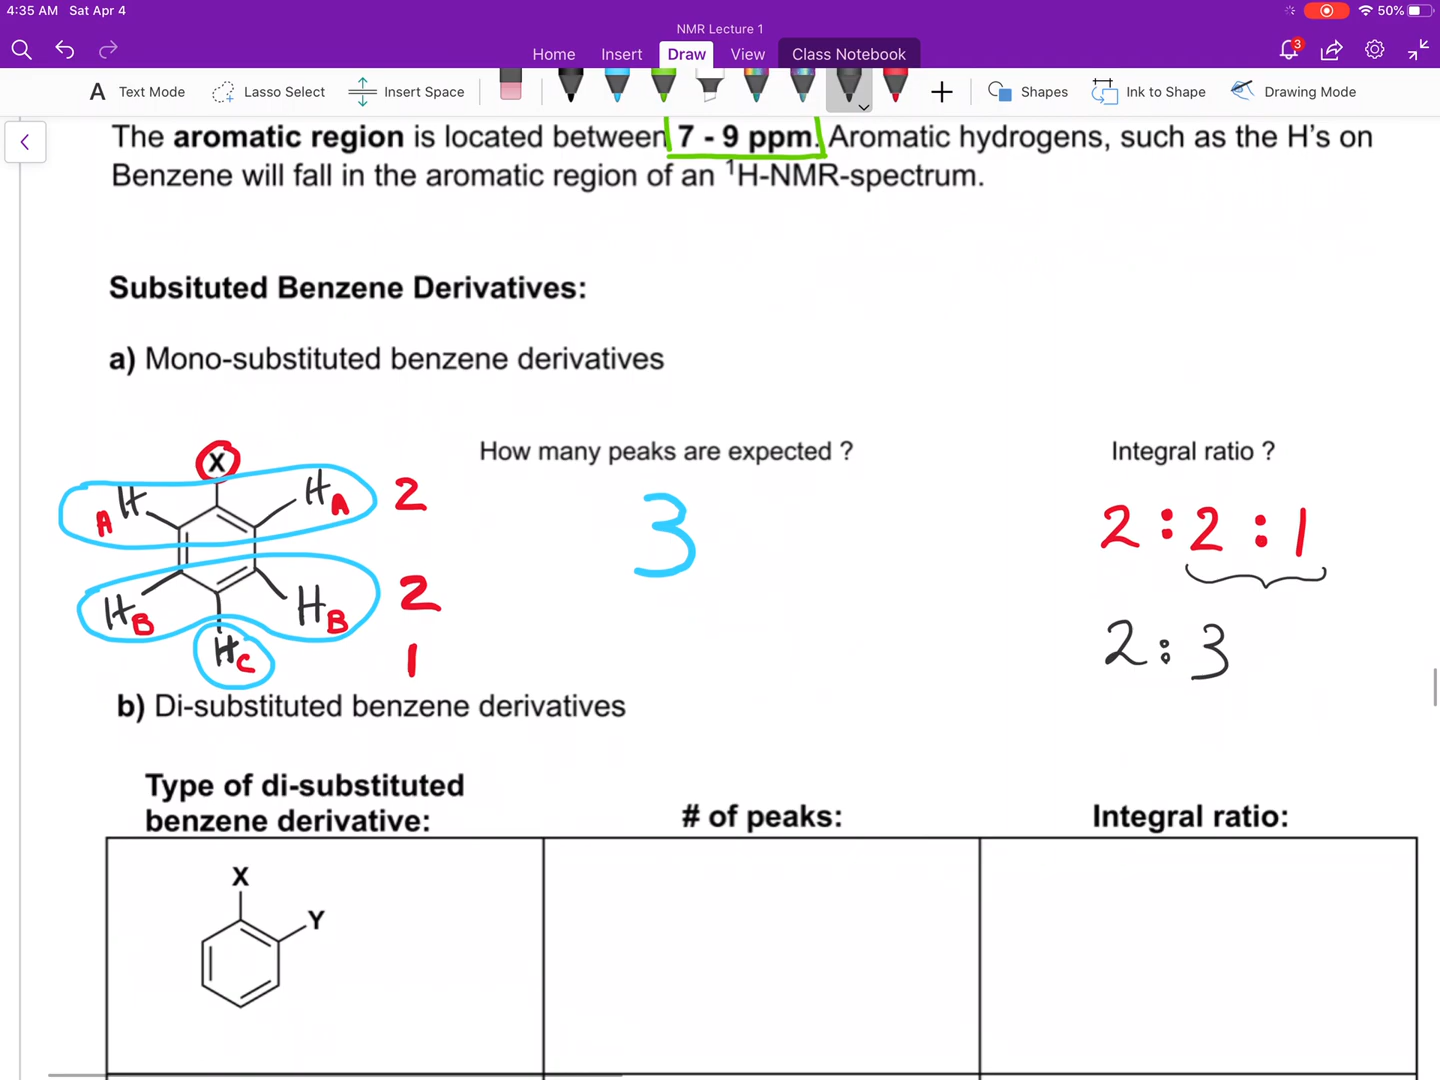 4:35 AM Sat Apr 4
50%
NMR Lecture 1
Home Insert Draw View Class Notebook
3
A Text Mode Lasso Select Insert Space Shapes Ink to Shape Drawing Mode
The aromatic region is located between 7 - 9 ppm. Aromatic hydrogens, such as the H's on
Benzene will fall in the aromatic region of an ¹H-NMR-spectrum.
Subsituted Benzene Derivatives:
a) Mono-substituted benzene derivatives
How many peaks are expected ?
Integral ratio ?
X
A H HA 2
HB HB 2
HC 1
3
2 : 2 : 1
2 : 3
b) Di-substituted benzene derivatives
Type of di-substituted
benzene derivative:
# of peaks:
Integral ratio:
X
Y